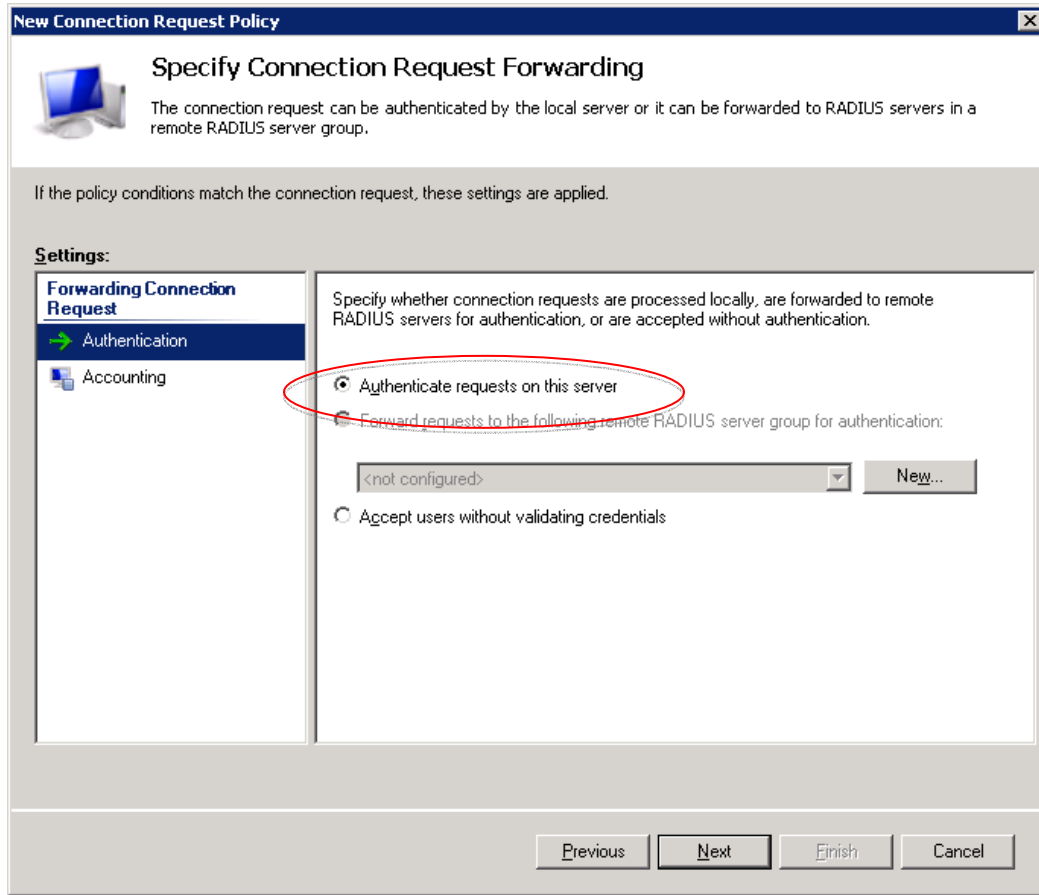 New Connection Request Policy
Specify Connection Request Forwarding
The connection request can be authenticated by the local server or it can be forwarded to RADIUS servers in a
remote RADIUS server group.
If the policy conditions match the connection request, these settings are applied.
Settings:
Forwarding Connection
Request
Authentication
Accounting
Specify whether connection requests are processed locally, are forwarded to remote
RADIUS servers for authentication, or are accepted without authentication.
Authenticate requests on this server
Forward requests to the following remote RADIUS server group for authentication:
<not configured>
New...
Accept users without validating credentials
Previous
Next
Finish
Cancel